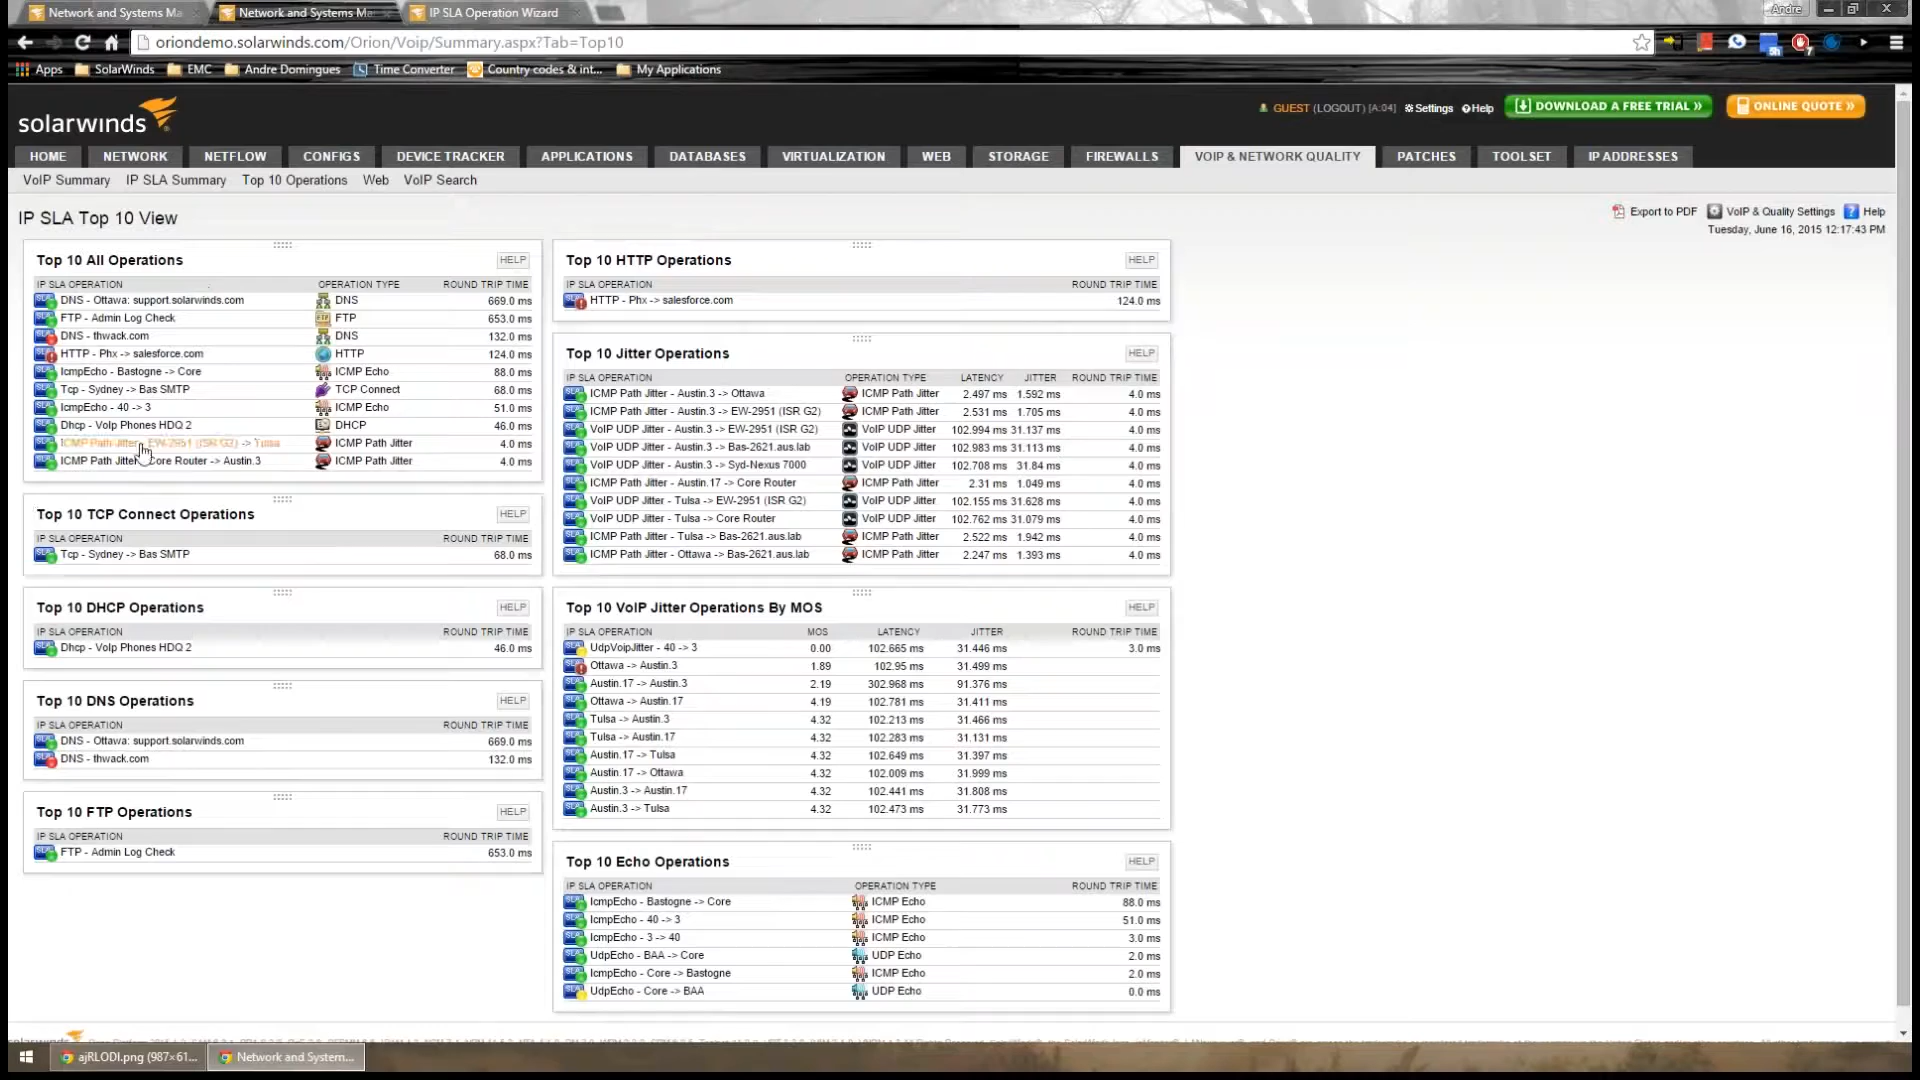 Network and Systems Ma
Network and Systems Ma
IP SLA Operation Wizard
Andre
oriondemo.solarwinds.com/Orion/Voip/Summary.aspx?Tab=Top10
Apps SolarWinds EMC Andre Domingues Time Converter Country codes & int... My Applications
solarwinds
GUEST (LOGOUT) [A:04] Settings Help DOWNLOAD A FREE TRIAL » ONLINE QUOTE »
HOME NETWORK NETFLOW CONFIGS DEVICE TRACKER APPLICATIONS DATABASES VIRTUALIZATION WEB STORAGE FIREWALLS VOIP & NETWORK QUALITY PATCHES TOOLSET IP ADDRESSES
VoIP Summary IP SLA Summary Top 10 Operations Web VoIP Search
IP SLA Top 10 View
Export to PDF VoIP & Quality Settings Help
Tuesday, June 16, 2015 12:17:43 PM
Top 10 All Operations HELP
IP SLA OPERATION OPERATION TYPE ROUND TRIP TIME
DNS - Ottawa: support.solarwinds.com DNS 669.0 ms
FTP - Admin Log Check FTP 653.0 ms
DNS - thwack.com DNS 132.0 ms
HTTP - Phx -> salesforce.com HTTP 124.0 ms
IcmpEcho - Bastogne -> Core ICMP Echo 88.0 ms
Tcp - Sydney -> Bas SMTP TCP Connect 68.0 ms
IcmpEcho - 40 -> 3 ICMP Echo 51.0 ms
Dhcp - VoIp Phones HDQ 2 DHCP 46.0 ms
ICMP Path Jitter - EW-2951 (ISR G2) -> Tulsa ICMP Path Jitter 4.0 ms
ICMP Path Jitter Core Router -> Austin.3 ICMP Path Jitter 4.0 ms
Top 10 TCP Connect Operations HELP
IP SLA OPERATION ROUND TRIP TIME
Tcp - Sydney -> Bas SMTP 68.0 ms
Top 10 DHCP Operations HELP
IP SLA OPERATION ROUND TRIP TIME
Dhcp - VoIp Phones HDQ 2 46.0 ms
Top 10 DNS Operations HELP
IP SLA OPERATION ROUND TRIP TIME
DNS - Ottawa: support.solarwinds.com 669.0 ms
DNS - thwack.com 132.0 ms
Top 10 FTP Operations HELP
IP SLA OPERATION ROUND TRIP TIME
FTP - Admin Log Check 653.0 ms
Top 10 HTTP Operations HELP
IP SLA OPERATION ROUND TRIP TIME
HTTP - Phx -> salesforce.com 124.0 ms
Top 10 Jitter Operations HELP
IP SLA OPERATION OPERATION TYPE LATENCY JITTER ROUND TRIP TIME
ICMP Path Jitter - Austin.3 -> Ottawa ICMP Path Jitter 2.497 ms 1.592 ms 4.0 ms
ICMP Path Jitter - Austin.3 -> EW-2951 (ISR G2) ICMP Path Jitter 2.531 ms 1.705 ms 4.0 ms
VoIP UDP Jitter - Austin.3 -> EW-2951 (ISR G2) VoIP UDP Jitter 102.994 ms 31.137 ms 4.0 ms
VoIP UDP Jitter - Austin.3 -> Bas-2621.aus.lab VoIP UDP Jitter 102.983 ms 31.113 ms 4.0 ms
VoIP UDP Jitter - Austin.3 -> Syd-Nexus 7000 VoIP UDP Jitter 102.708 ms 31.84 ms 4.0 ms
ICMP Path Jitter - Austin.17 -> Core Router ICMP Path Jitter 2.31 ms 1.049 ms 4.0 ms
VoIP UDP Jitter - Tulsa -> EW-2951 (ISR G2) VoIP UDP Jitter 102.155 ms 31.628 ms 4.0 ms
VoIP UDP Jitter - Tulsa -> Core Router VoIP UDP Jitter 102.762 ms 31.079 ms 4.0 ms
ICMP Path Jitter - Tulsa -> Bas-2621.aus.lab ICMP Path Jitter 2.522 ms 1.942 ms 4.0 ms
ICMP Path Jitter - Ottawa -> Bas-2621.aus.lab ICMP Path Jitter 2.247 ms 1.393 ms 4.0 ms
Top 10 VoIP Jitter Operations By MOS HELP
IP SLA OPERATION MOS LATENCY JITTER ROUND TRIP TIME
UdpVoipJitter - 40 -> 3 0.00 102.665 ms 31.446 ms 3.0 ms
Ottawa -> Austin.3 1.89 102.95 ms 31.499 ms
Austin.17 -> Austin.3 2.19 302.968 ms 91.376 ms
Ottawa -> Austin.17 4.19 102.781 ms 31.411 ms
Tulsa -> Austin.3 4.32 102.213 ms 31.466 ms
Tulsa -> Austin.17 4.32 102.283 ms 31.131 ms
Austin.17 -> Tulsa 4.32 102.649 ms 31.397 ms
Austin.17 -> Ottawa 4.32 102.009 ms 31.999 ms
Austin.3 -> Austin.17 4.32 102.441 ms 31.808 ms
Austin.3 -> Tulsa 4.32 102.473 ms 31.773 ms
Top 10 Echo Operations HELP
IP SLA OPERATION OPERATION TYPE ROUND TRIP TIME
IcmpEcho - Bastogne -> Core ICMP Echo 88.0 ms
IcmpEcho - 40 -> 3 ICMP Echo 51.0 ms
IcmpEcho - 3 -> 40 ICMP Echo 3.0 ms
UdpEcho - BAA -> Core UDP Echo 2.0 ms
IcmpEcho - Core -> Bastogne ICMP Echo 2.0 ms
UdpEcho - Core -> BAA UDP Echo 0.0 ms
ajRLODI.png (987×61... Network and System...